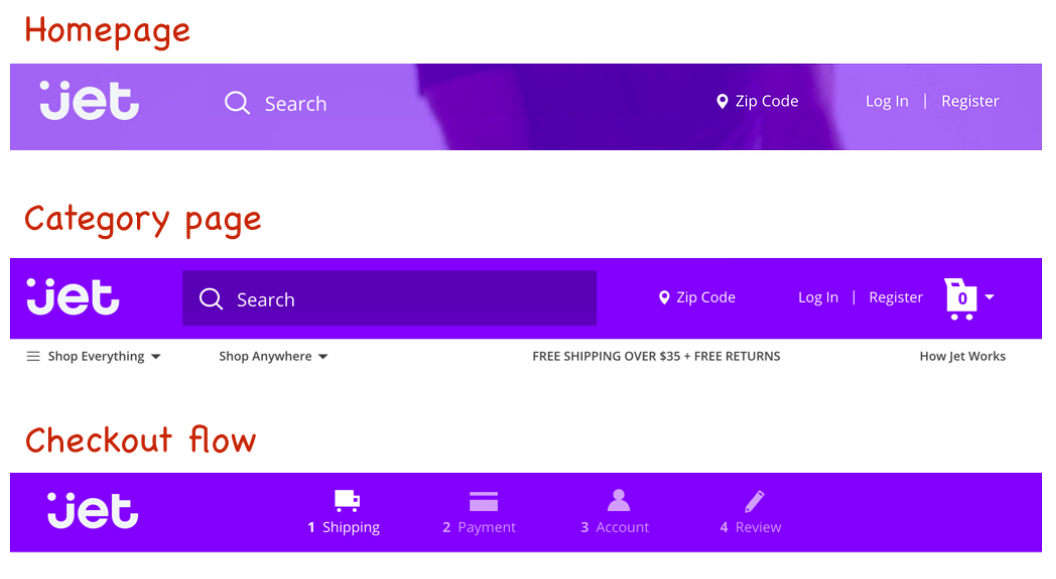 Homepage
jet Search Zip Code Log In | Register
Category page
jet Search Zip Code Log In | Register 0
Shop Everything Shop Anywhere FREE SHIPPING OVER $35 + FREE RETURNS How Jet Works
Checkout flow
jet 1 Shipping 2 Payment 3 Account 4 Review